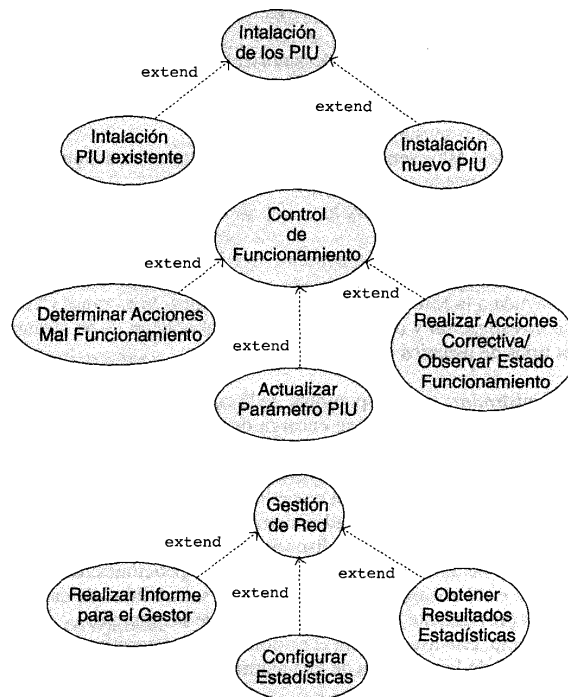 Intalación
de los PIU
extend
extend
Intalación
PIU existente
Instalación
nuevo PIU
Control
de
Funcionamiento
extend
extend
extend
Determinar Acciones
Mal Funcionamiento
Realizar Acciones
Correctiva/
Observar Estado
Funcionamiento
Actualizar
Parámetro PIU
Gestión
de Red
extend
extend
extend
Realizar Informe
para el Gestor
Obtener
Resultados
Estadísticas
Configurar
Estadísticas